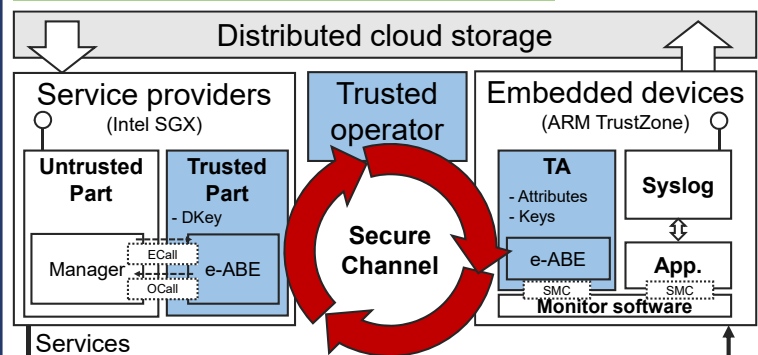 Distributed cloud storage
Service providers
(Intel SGX)
Untrusted
Part
Trusted
Part
- DKey
Manager
ECall
OCall
e-ABE
Trusted
operator
Secure
Channel
Embedded devices
(ARM TrustZone)
TA
- Attributes
- Keys
e-ABE
SMC
Syslog
App.
SMC
Monitor software
Services